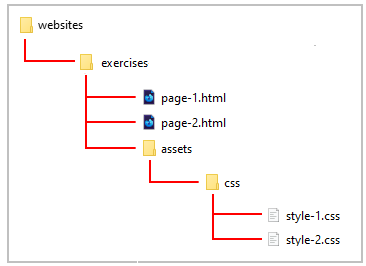 websites
exercises
page-1.html
page-2.html
assets
css
style-1.css
style-2.css